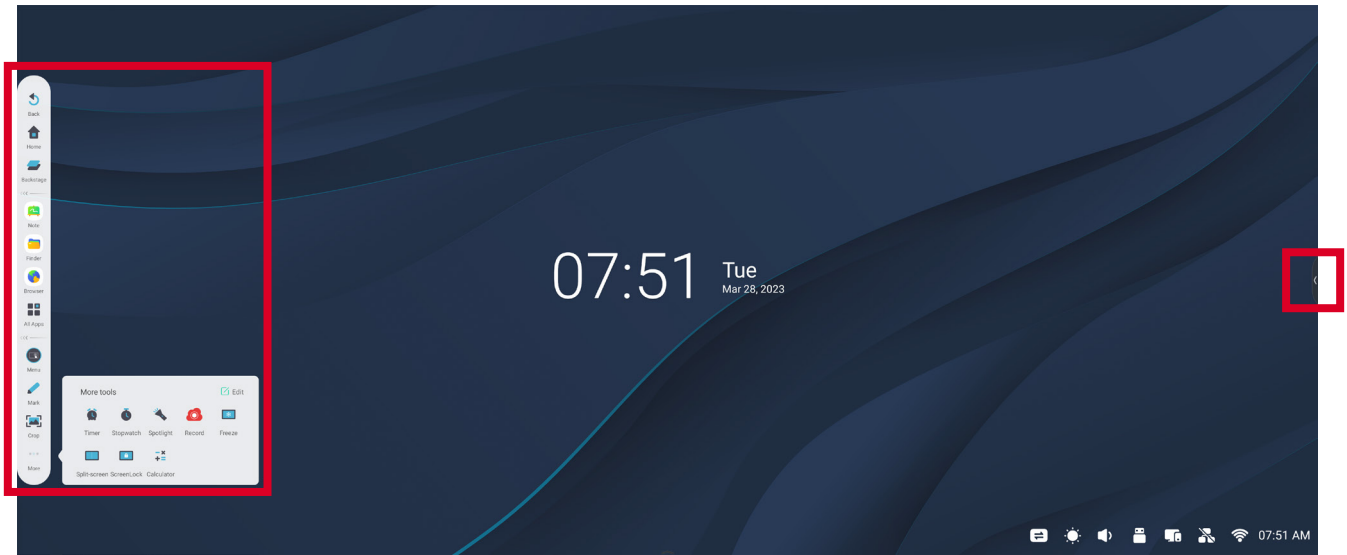 Back
Home
Backstage
Note
Finder
Browser
All Apps
Menu
Mark
Crop
More
More tools
Edit
Timer Stopwatch Spotlight Record Freeze
Split-screen ScreenLock Calculator
07:51
Tue
Mar 28, 2023
07:51 AM